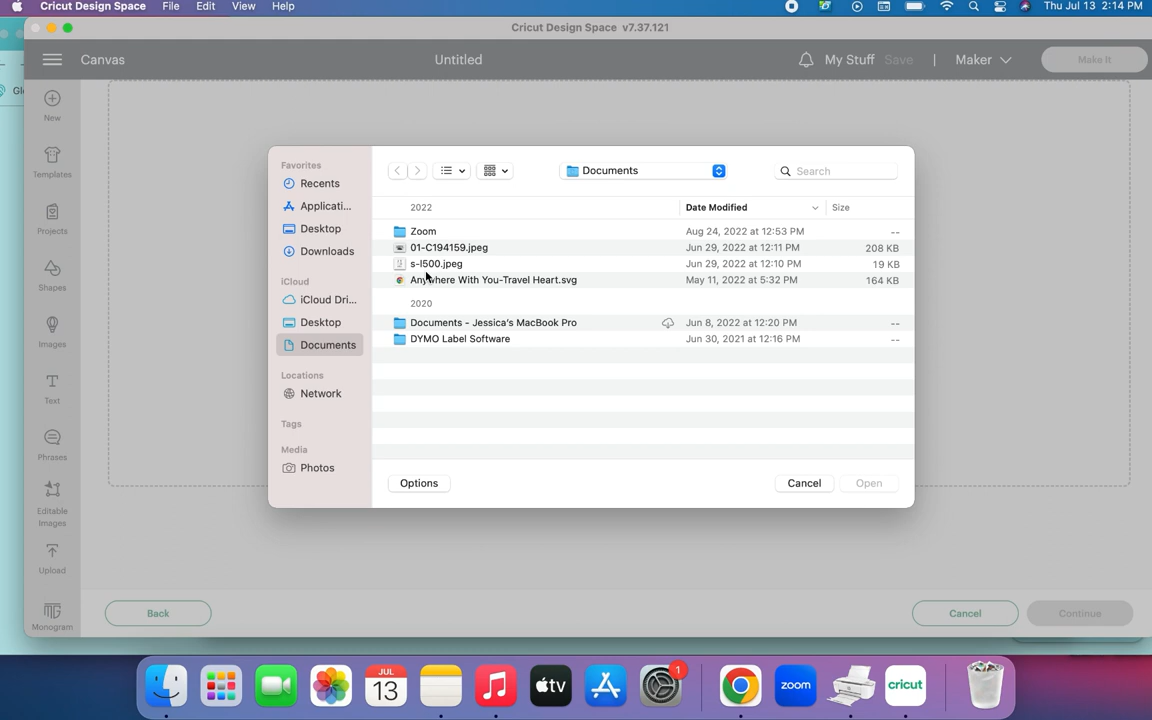 Cricut Design Space File Edit View Help Thu Jul 13 2:14 PM
Cricut Design Space v7.37.121
Canvas Untitled My Stuff Save | Maker Make It
New
Templates
Projects
Shapes
Images
Text
Phrases
Editable
Images
Upload
Monogram
Favorites
Recents
Applicati...
Desktop
Downloads
iCloud
iCloud Dri...
Desktop
Documents
Locations
Network
Tags
Media
Photos
Documents Search
2022 Date Modified Size
Zoom Aug 24, 2022 at 12:53 PM --
01-C194159.jpeg Jun 29, 2022 at 12:11 PM 208 KB
s-l500.jpeg Jun 29, 2022 at 12:10 PM 19 KB
Anywhere With You-Travel Heart.svg May 11, 2022 at 5:32 PM 164 KB
2020
Documents - Jessica's MacBook Pro Jun 8, 2022 at 12:20 PM --
DYMO Label Software Jun 30, 2021 at 12:16 PM --
Options Cancel Open
Back Cancel Continue
JUL
13
tv
1
zoom
cricut